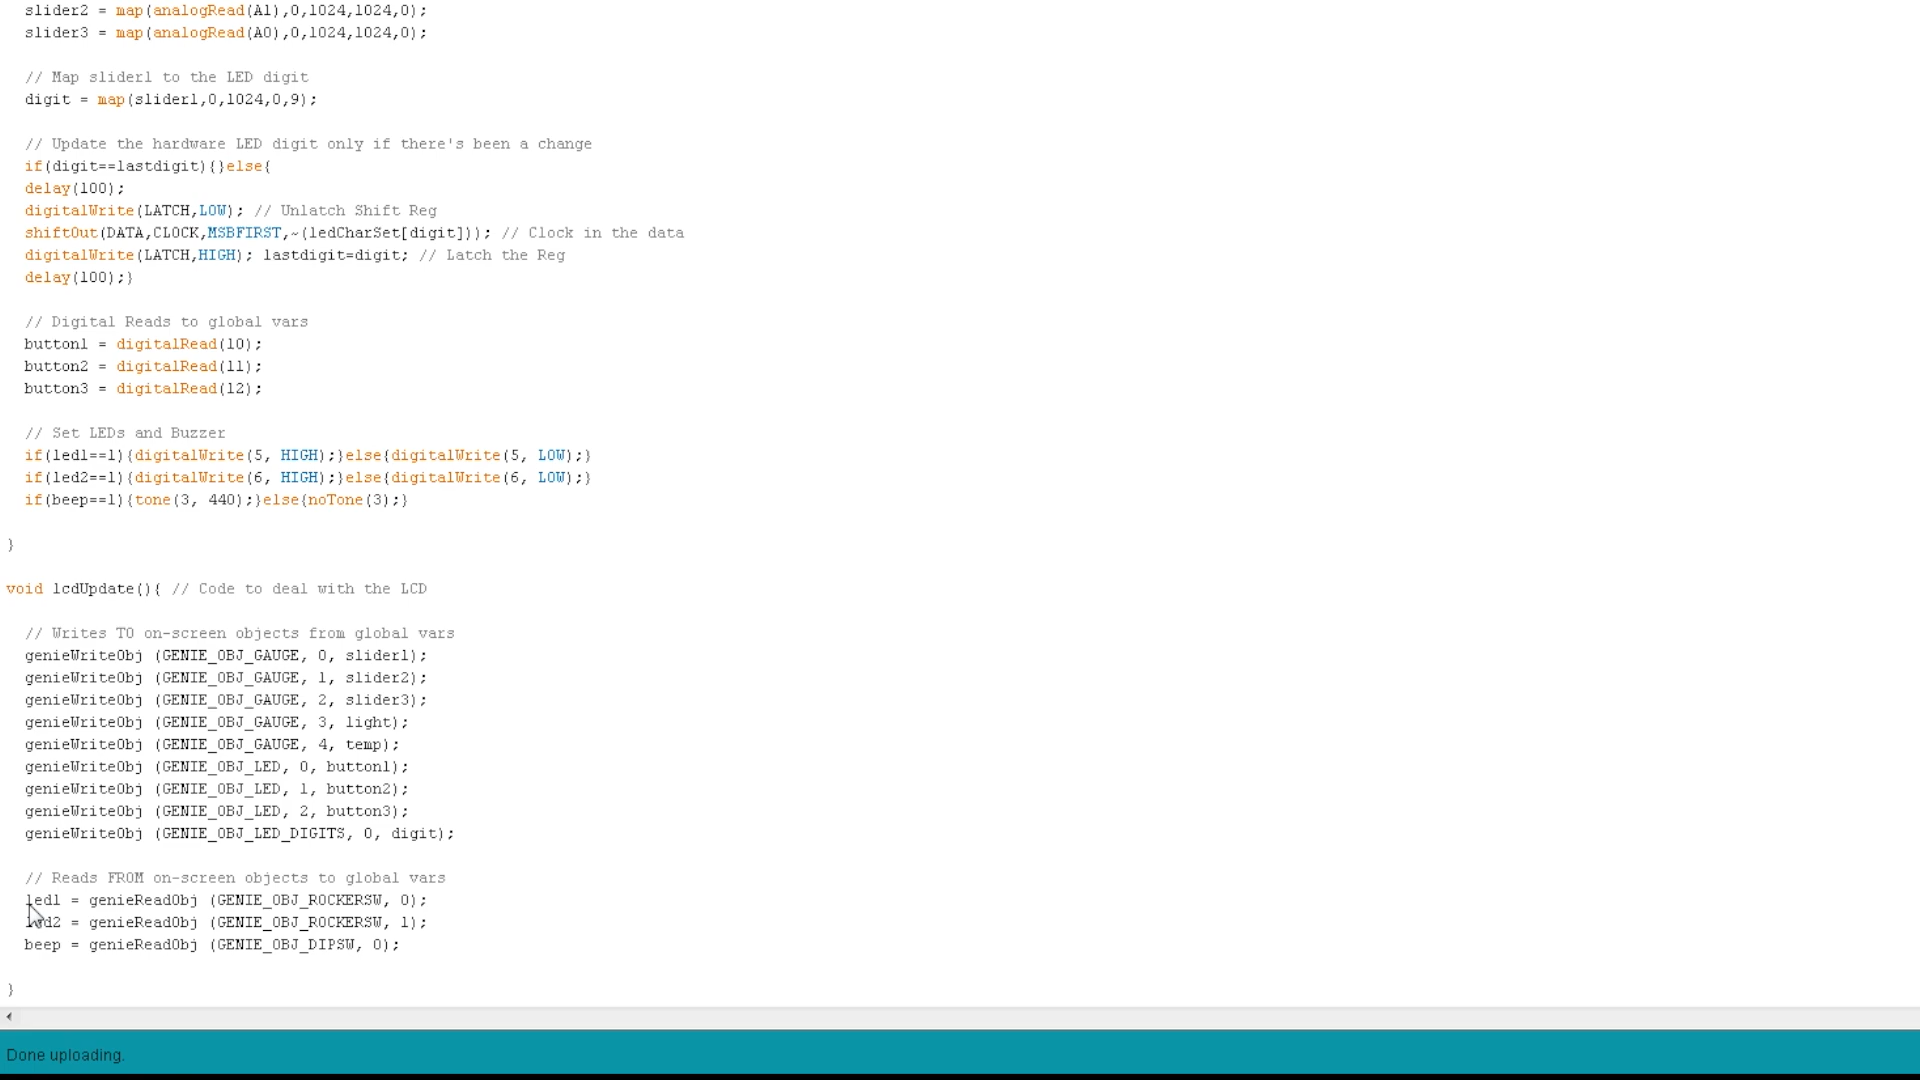 slider2 = map(analogRead(A1),0,1024,1024,0);
slider3 = map(analogRead(A0),0,1024,1024,0);
// Map slider1 to the LED digit
digit = map(slider1,0,1024,0,9);
// Update the hardware LED digit only if there's been a change
if(digit==lastdigit){}else{
delay(100);
digitalWrite(LATCH,LOW); // Unlatch Shift Reg
shiftOut(DATA,CLOCK,MSBFIRST,~(ledCharSet[digit])); // Clock in the data
digitalWrite(LATCH,HIGH); lastdigit=digit; // Latch the Reg
delay(100);}
// Digital Reads to global vars
button1 = digitalRead(10);
button2 = digitalRead(11);
button3 = digitalRead(12);
// Set LEDs and Buzzer
if(led1==1){digitalWrite(5, HIGH);}else{digitalWrite(5, LOW);}
if(led2==1){digitalWrite(6, HIGH);}else{digitalWrite(6, LOW);}
if(beep==1){tone(3, 440);}else{noTone(3);}
}
void lcdUpdate(){ // Code to deal with the LCD
// Writes TO on-screen objects from global vars
genieWriteObj (GENIE_OBJ_GAUGE, 0, slider1);
genieWriteObj (GENIE_OBJ_GAUGE, 1, slider2);
genieWriteObj (GENIE_OBJ_GAUGE, 2, slider3);
genieWriteObj (GENIE_OBJ_GAUGE, 3, light);
genieWriteObj (GENIE_OBJ_GAUGE, 4, temp);
genieWriteObj (GENIE_OBJ_LED, 0, button1);
genieWriteObj (GENIE_OBJ_LED, 1, button2);
genieWriteObj (GENIE_OBJ_LED, 2, button3);
genieWriteObj (GENIE_OBJ_LED_DIGITS, 0, digit);
// Reads FROM on-screen objects to global vars
led1 = genieReadObj (GENIE_OBJ_ROCKERSW, 0);
led2 = genieReadObj (GENIE_OBJ_ROCKERSW, 1);
beep = genieReadObj (GENIE_OBJ_DIPSW, 0);
}
Done uploading.